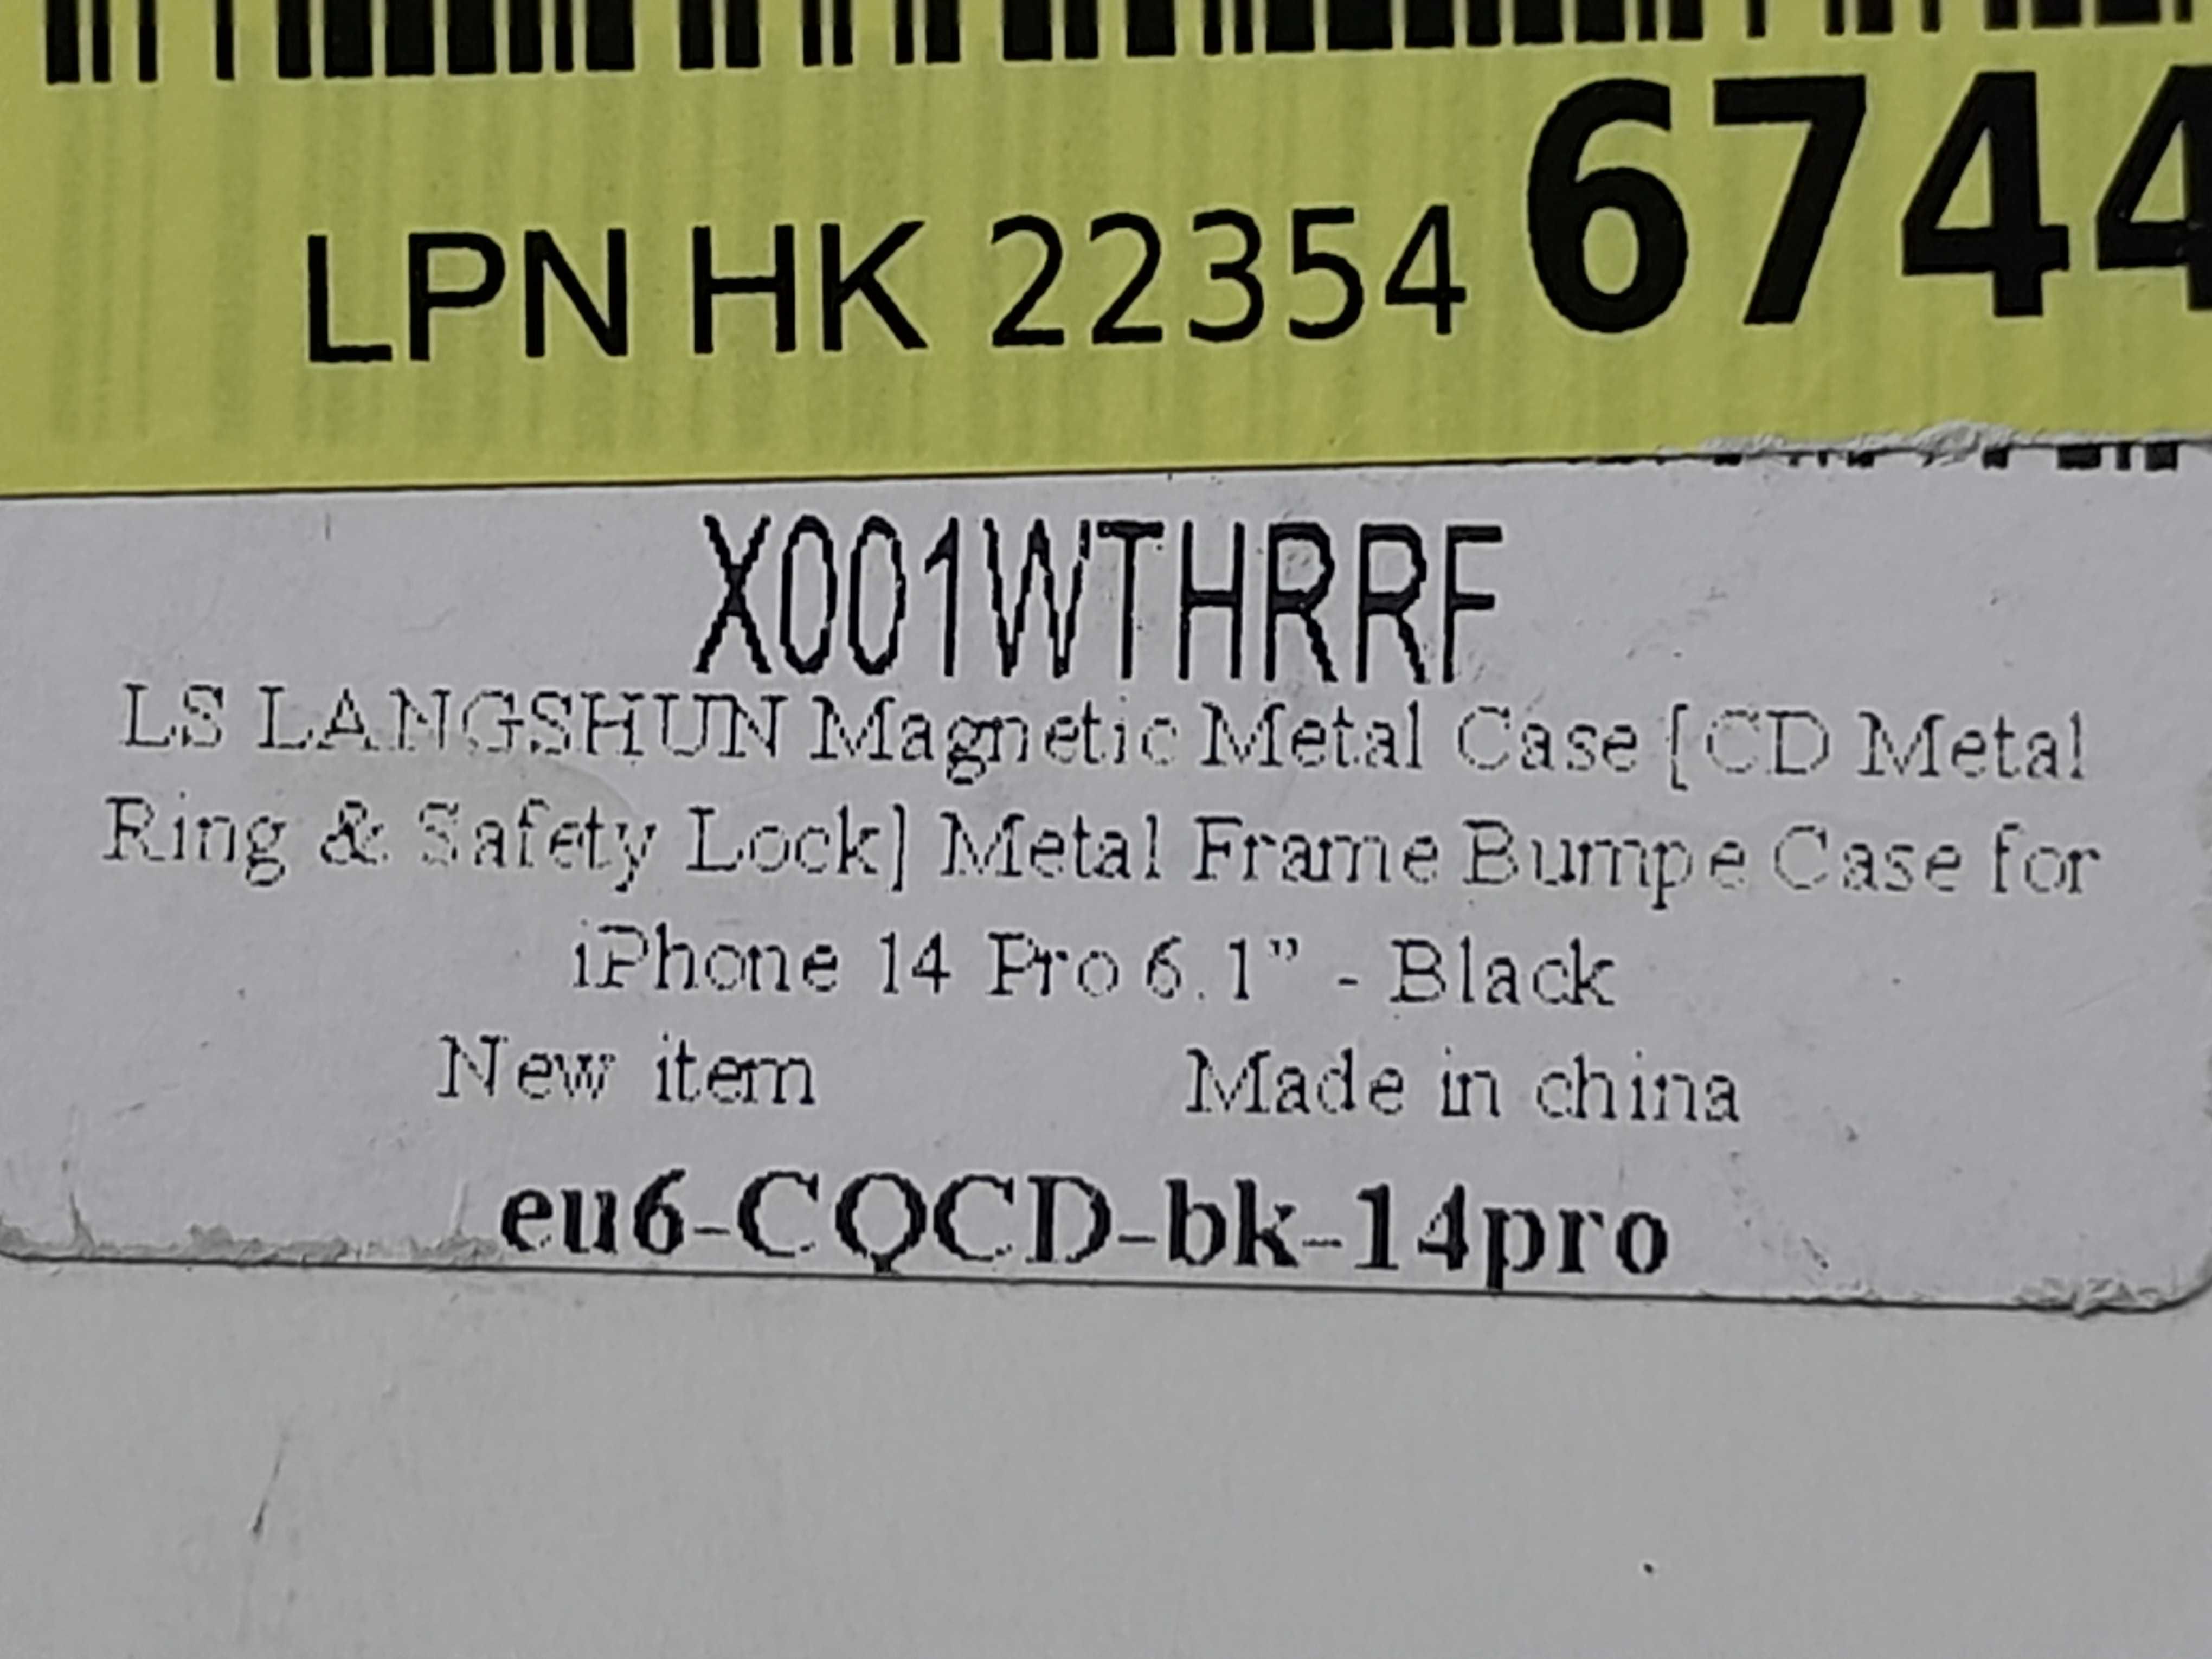 LPN HK 22354 6744
X001WTHRRF
LS LANGSHUN Magnetic Metal Case [CD Metal
Ring & Safety Lock] Metal Frame Bumpe Case for
iPhone 14 Pro 6.1” - Black
New item Made in china
eu6-CQCD-bk-14pro